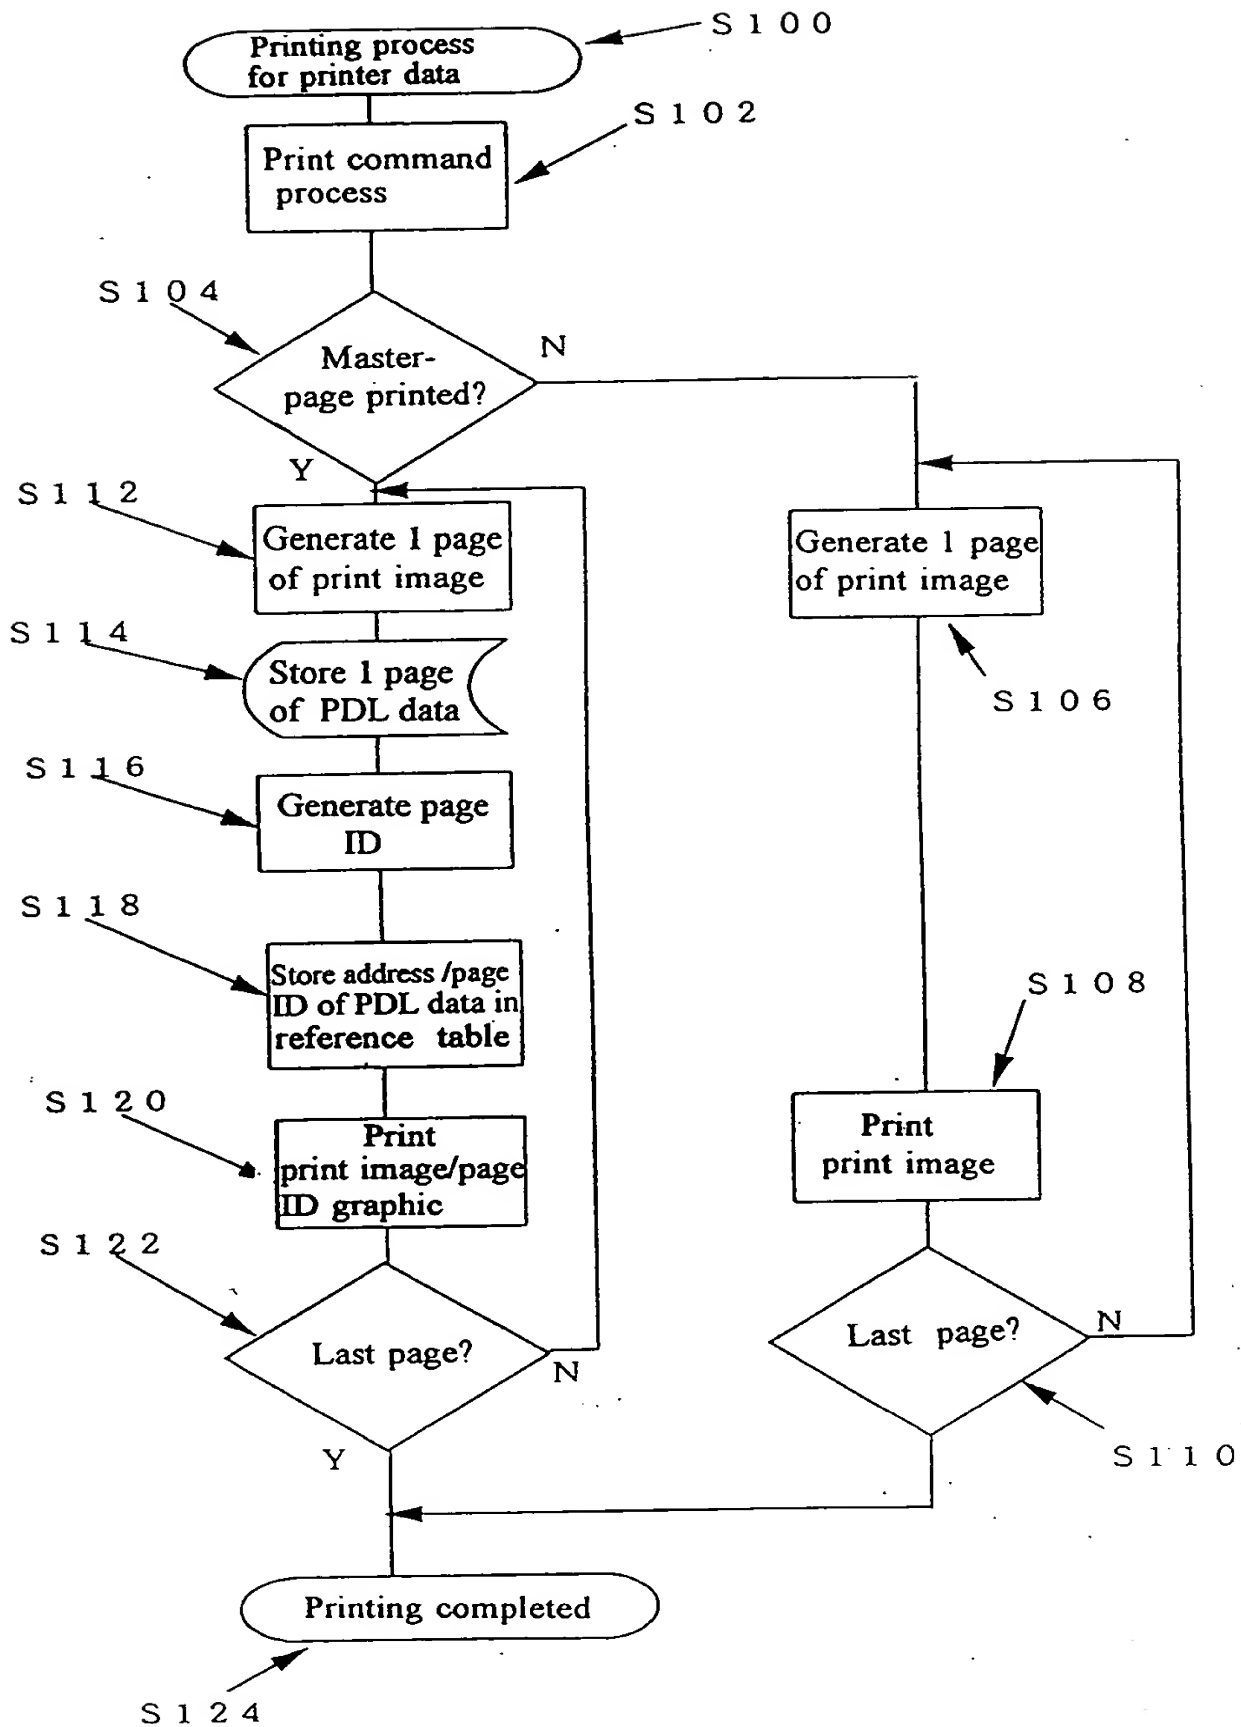 S100
Printing process
for printer data
S102
Print command
process
S104
Master-
page printed?
N
Y
S112
Generate 1 page
of print image
Generate 1 page
of print image
S114
Store 1 page
of PDL data
S106
S116
Generate page
ID
S118
Store address/page
ID of PDL data in
reference table
S108
S120
Print
print image/page
ID graphic
Print
print image
S122
Last page?
N
Last page?
N
Y
S110
Printing completed
S124